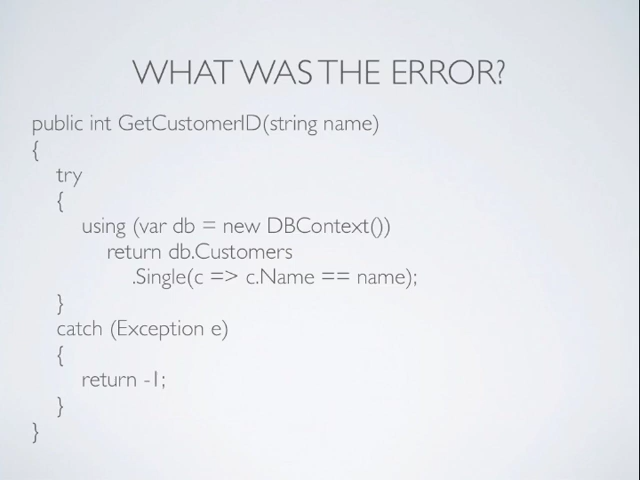 WHAT WAS THE ERROR?
public int GetCustomerID(string name)
{
try
{
using (var db = new DBContext())
return db.Customers
.Single(c => c.Name == name);
}
catch (Exception e)
{
return -1;
}
}